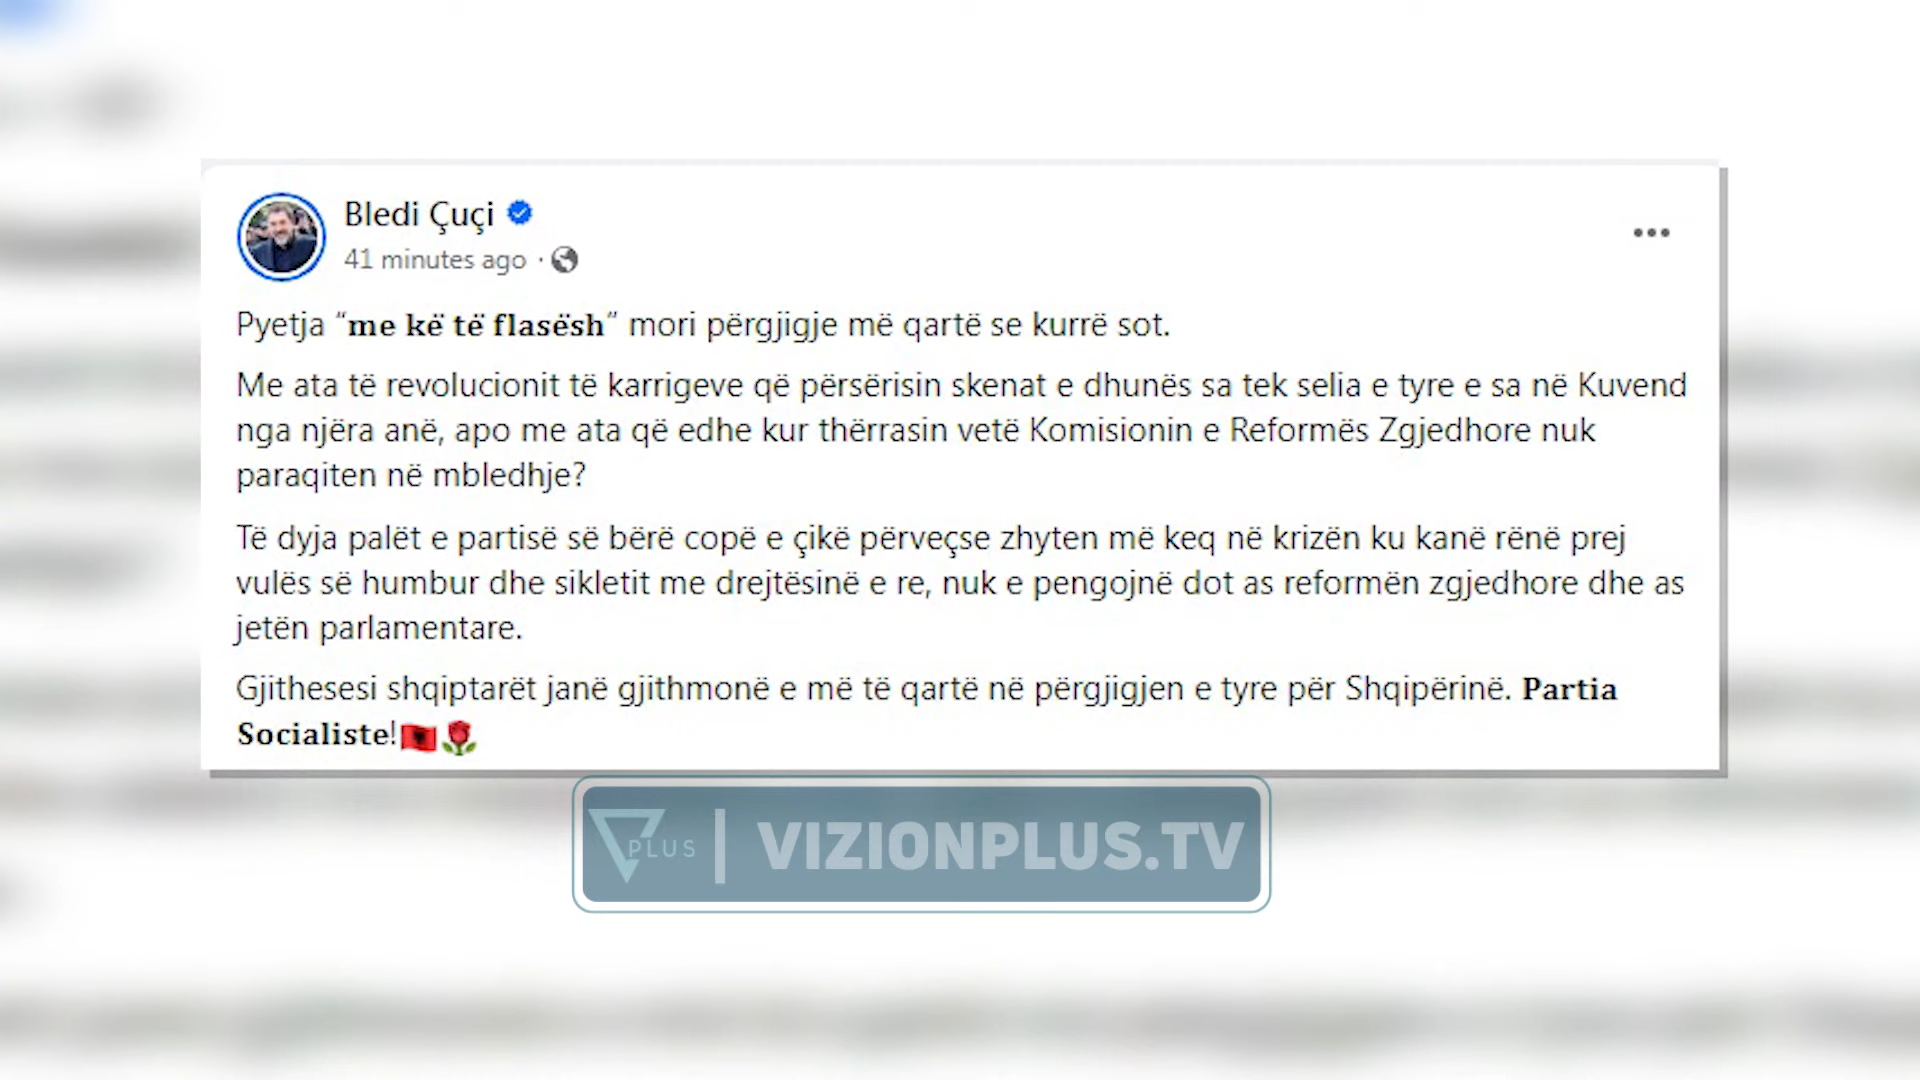 Bledi Çuçi
41 minutes ago ·
Pyetja “me kë të flasësh” mori përgjigje më qartë se kurrë sot.
Me ata të revolucionit të karrigeve që përsërisin skenat e dhunës sa tek selia e tyre e sa në Kuvend
nga njëra anë, apo me ata që edhe kur thërrasin vetë Komisionin e Reformës Zgjedhore nuk
paraqiten në mbledhje?
Të dyja palët e partisë së bërë copë e çikë përveçse zhyten më keq në krizën ku kanë rënë prej
vulës së humbur dhe sikletit me drejtësinë e re, nuk e pengojnë dot as reformën zgjedhore dhe as
jetën parlamentare.
Gjithesesi shqiptarët janë gjithmonë e më të qartë në përgjigjen e tyre për Shqipërinë. Partia
Socialiste!🇦🇱🌹
PLUS | VIZIONPLUS.TV